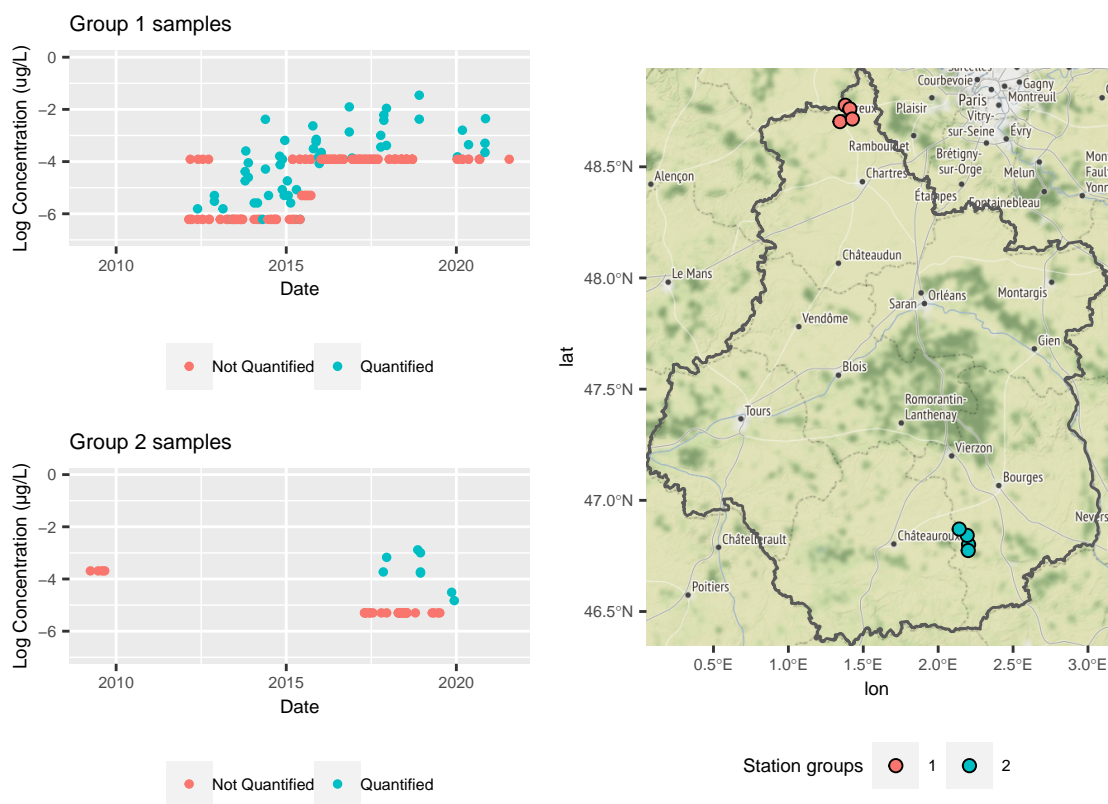 Group 1 samples
Log Concentration (ug/L)
0
−2
−4
−6
2010
2015
2020
Date
Not Quantified
Quantified
Group 2 samples
Log Concentration (µg/L)
0
−2
−4
−6
2010
2015
2020
Date
Not Quantified
Quantified
lat
48.5°N
48.0°N
47.5°N
47.0°N
46.5°N
Courbevoie
Gagny
Montreuil
Plaisir
Paris
Vitry-
sur-Seine
Évry
Rambouillet
Brétigny-
sur-Orge
Melun
Mont
Faul
Yonn
Alençon
Chartres
Étampes
Fontainebleau
Châteaudun
Le Mans
Orléans
Saran
Montargis
Vendôme
Gien
Blois
Tours
Romorantin-
Lanthenay
Vierzon
Bourges
Nevers
Châtellerault
Châteauroux
Poitiers
0.5°E
1.0°E
1.5°E
2.0°E
2.5°E
3.0°E
lon
Station groups
1
2